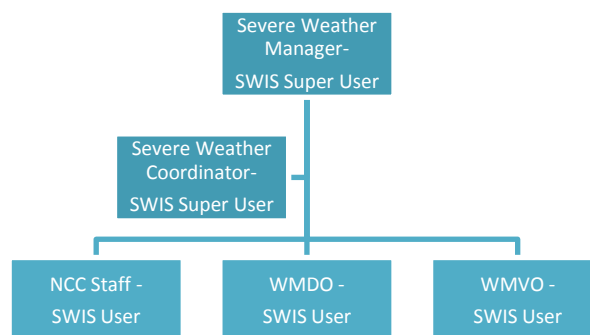 Severe Weather
Manager-
SWIS Super User
Severe Weather
Coordinator-
SWIS Super User
NCC Staff -
SWIS User
WMDO -
SWIS User
WMVO -
SWIS User